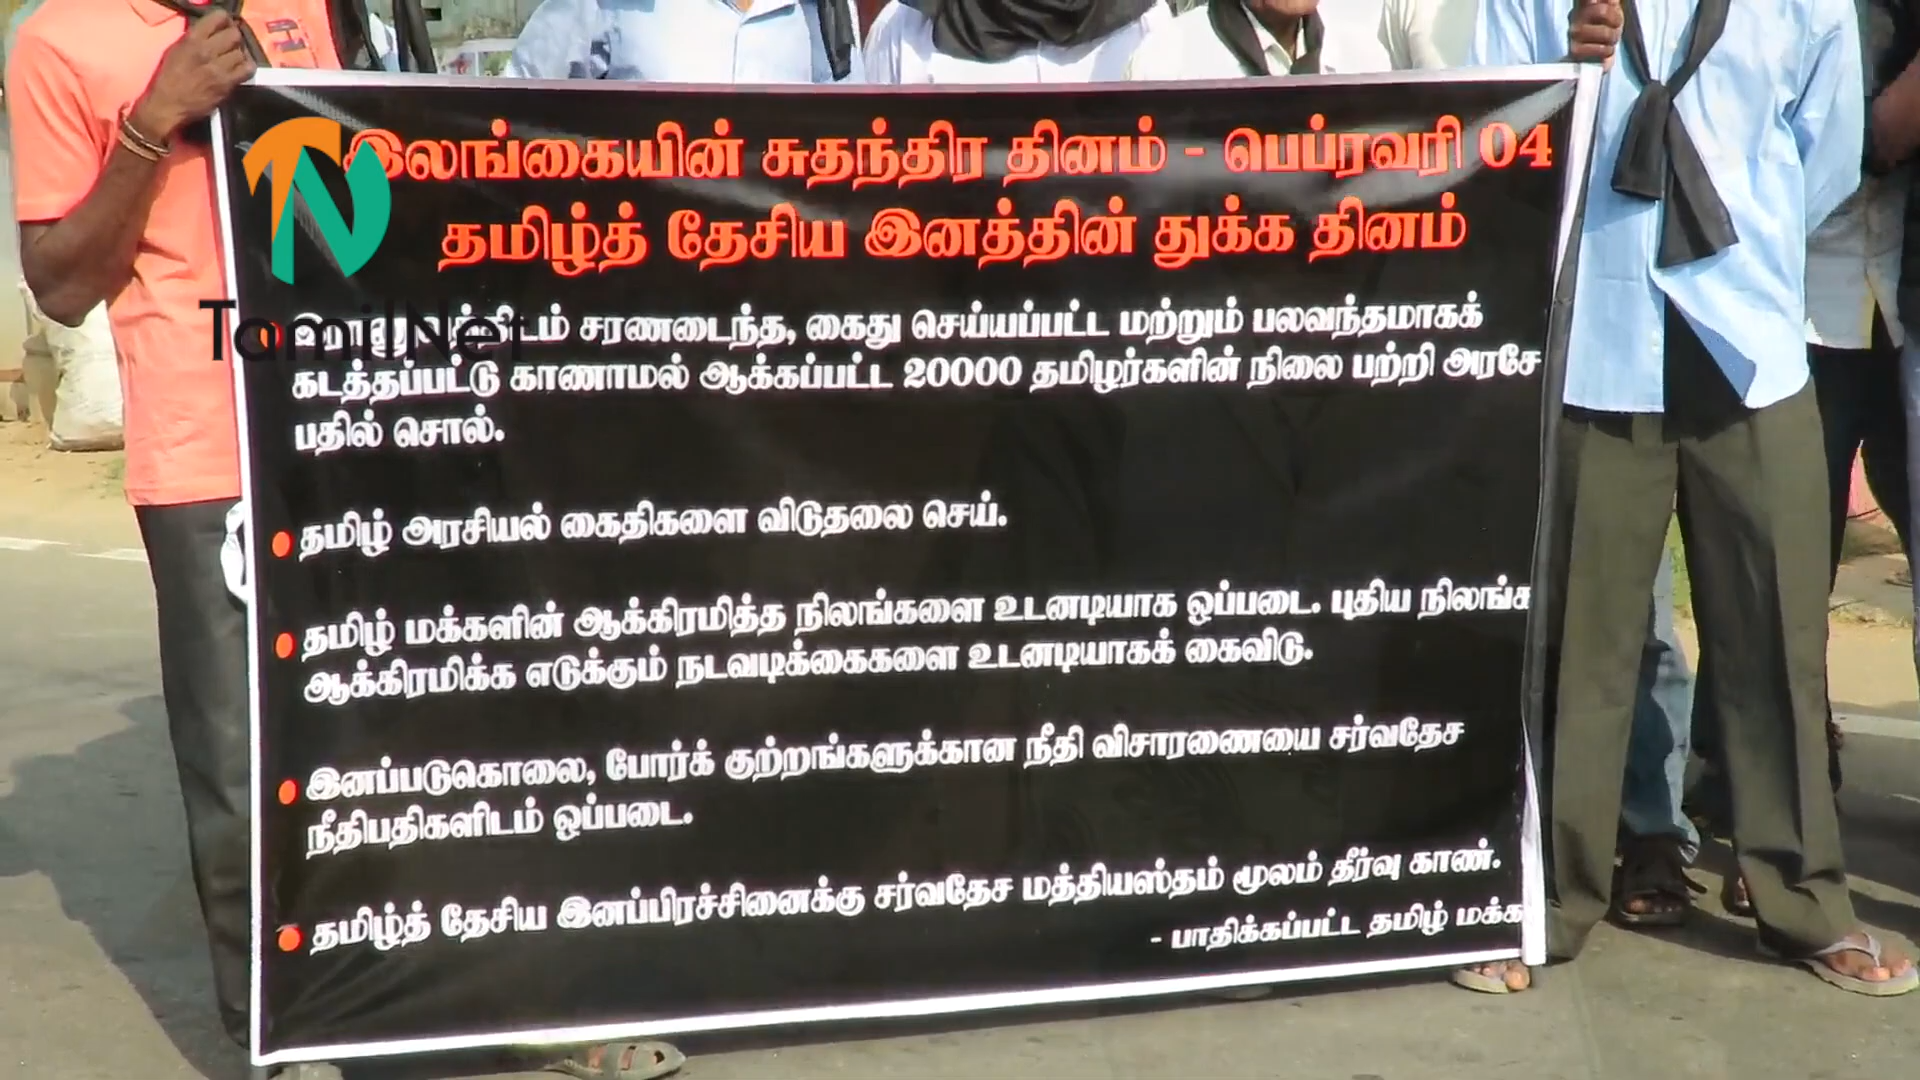 இலங்கையின் சுதந்திர தினம் - பெப்ரவரி 04
தமிழ்த் தேசிய இனத்தின் துக்க தினம்
TamilNet
சரணடைந்த, கைது செய்யப்பட்ட மற்றும் பலவந்தமாகக்
கடத்தப்பட்டு காணாமல் ஆக்கப்பட்ட 20000 தமிழர்களின் நிலை பற்றி அரசே
பதில் சொல்.
தமிழ் அரசியல் கைதிகளை விடுதலை செய்.
தமிழ் மக்களின் ஆக்கிரமித்த நிலங்களை உடனடியாக ஒப்படை. புதிய நிலங்க
ஆக்கிரமிக்க எடுக்கும் நடவடிக்கைகளை உடனடியாகக் கைவிடு.
இனப்படுகொலை, போர்க் குற்றங்களுக்கான நீதி விசாரணையை சர்வதேச
நீதிபதிகளிடம் ஒப்படை.
தமிழ்த் தேசிய இனப்பிரச்சினைக்கு சர்வதேச மத்தியஸ்தம் மூலம் தீர்வு காண்.
- பாதிக்கப்பட்ட தமிழ் மக்க